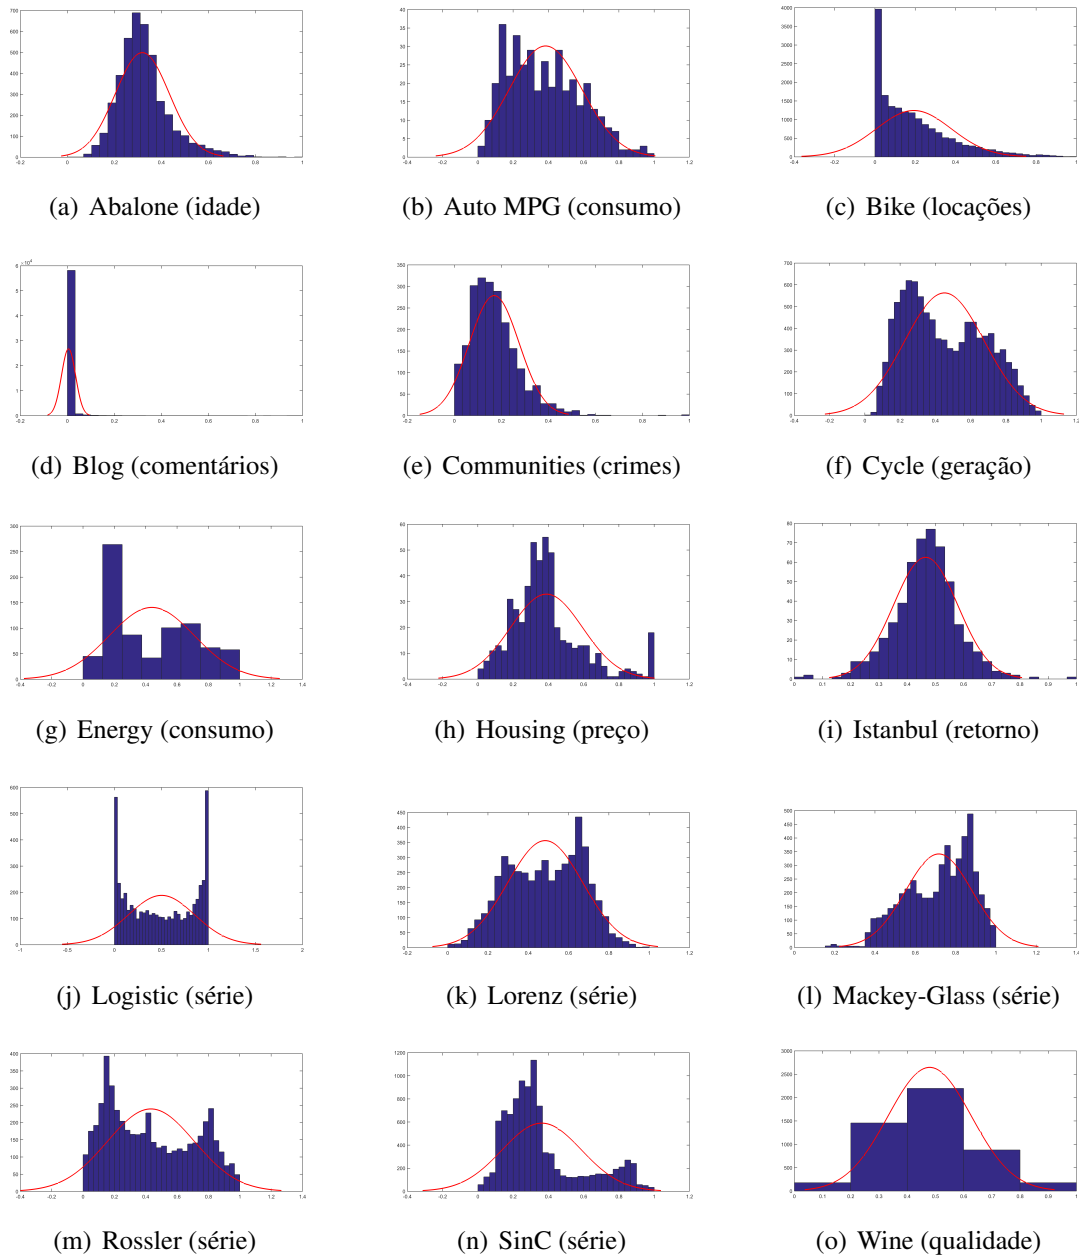 (a) Abalone (idade)
(b) Auto MPG (consumo)
(c) Bike (locações)
(d) Blog (comentários)
(e) Communities (crimes)
(f) Cycle (geração)
(g) Energy (consumo)
(h) Housing (preço)
(i) Istanbul (retorno)
(j) Logistic (série)
(k) Lorenz (série)
(l) Mackey-Glass (série)
(m) Rossler (série)
(n) SinC (série)
(o) Wine (qualidade)